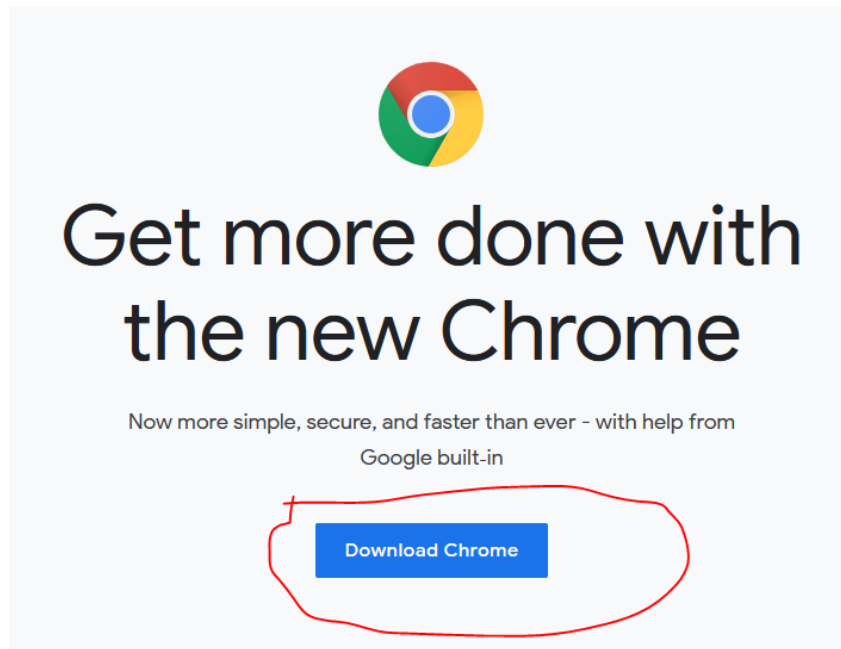 Get more done with
the new Chrome
Now more simple, secure, and faster than ever - with help from
Google built-in
Download Chrome